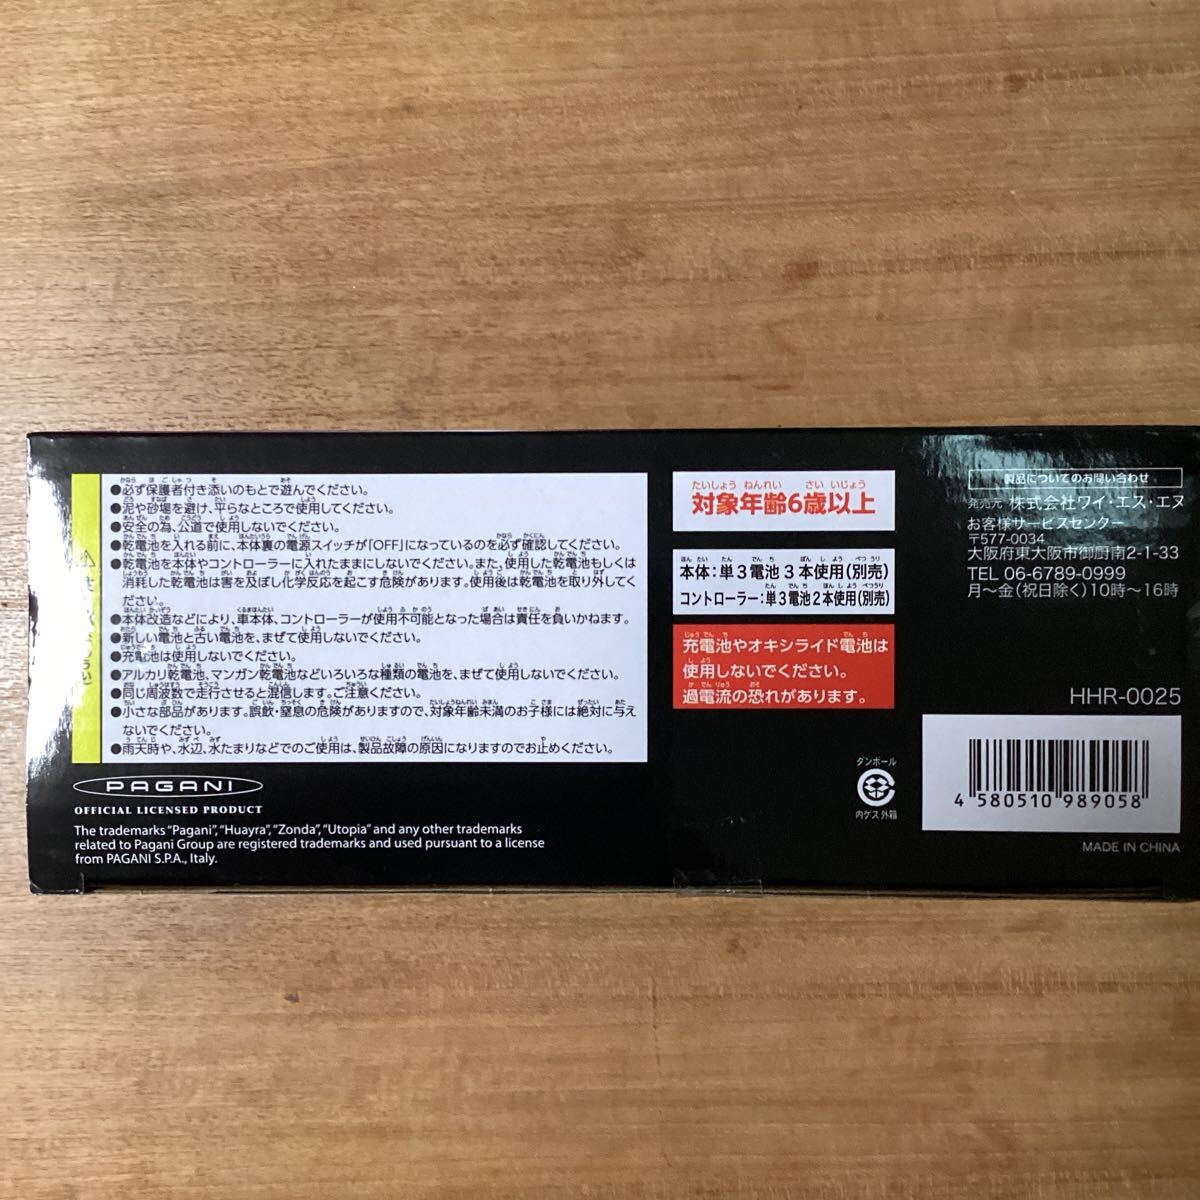 ●必ず保護者付き添いのもとで遊んでください。
●泥や砂場を避け、平らなところで使用してください。
●安全の為、公道で使用しないでください。
●乾電池を入れる前に、本体裏の電源スイッチが「OFF」になっているのを必ず確認してください。
●乾電池を本体やコントローラーに入れたままにしないでください。また、使用した乾電池もしくは
消耗した乾電池は害を及ぼし化学反応を起こす危険があります。使用後は乾電池を取り外してく
ださい。
●本体改造などにより、車本体、コントローラーが使用不可能となった場合は責任を負いかねます。
●新しい電池と古い電池を、まぜて使用しないでください。
●充電池は使用しないでください。
●アルカリ乾電池、マンガン乾電池などいろいろな種類の電池を、まぜて使用しないでください。
●同じ周波数で走行させると混信します。ご注意ください。
●小さな部品があります。誤飲・窒息の危険がありますので、対象年齢未満のお子様には絶対に与え
ないでください。
●雨天時や、水辺、水たまりなどでのご使用は、製品故障の原因になりますのでお止めください。
PAGANI
OFFICIAL LICENSED PRODUCT
The trademarks "Pagani", "Huayra", "Zonda", "Utopia" and any other trademarks
related to Pagani Group are registered trademarks and used pursuant to a license
from PAGANI S.P.A., Italy.
たいしょう ねんれい さい いじょう
対象年齢6歳以上
本体：単3電池 3本使用(別売)
コントローラー：単3電池2本使用(別売)
充電池やオキシライド電池は
使用しないでください。
過電流の恐れがあります。
製品についてのお問い合わせ
発売元 株式会社ワイ・エス・エヌ
お客様サービスセンター
〒577-0034
大阪府東大阪市御厨南2-1-33
TEL 06-6789-0999
月～金(祝日除く)10時～16時
HHR-0025
ダンボール
内ケス 外箱
4 580510 989058
MADE IN CHINA